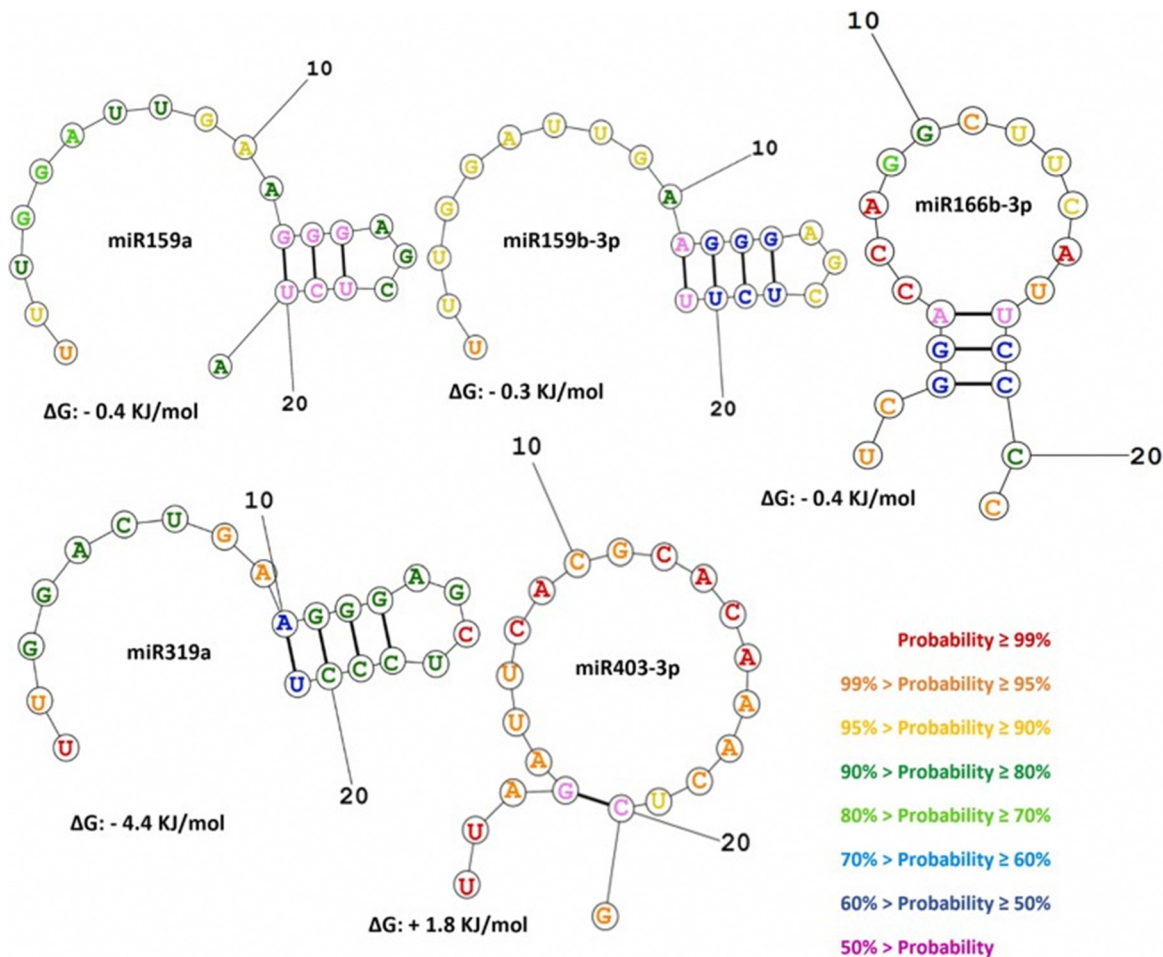 10
U U U G G A U U G A A G G G A G C U C U A
miR159a
20
ΔG: - 0.4 KJ/mol
10
U U U G G A U U G A A G G G A G C U C U U
miR159b-3p
20
ΔG: - 0.3 KJ/mol
10
U C G G A C C A G G C U U C A U U C C C C
miR166b-3p
20
ΔG: - 0.4 KJ/mol
10
U U G G A C U G A A G G G A G C U C C C U
miR319a
20
ΔG: - 4.4 KJ/mol
10
U U A G A U U C A C G C A C A A A C U C G
miR403-3p
20
ΔG: + 1.8 KJ/mol
Probability ≥ 99%
99% > Probability ≥ 95%
95% > Probability ≥ 90%
90% > Probability ≥ 80%
80% > Probability ≥ 70%
70% > Probability ≥ 60%
60% > Probability ≥ 50%
50% > Probability